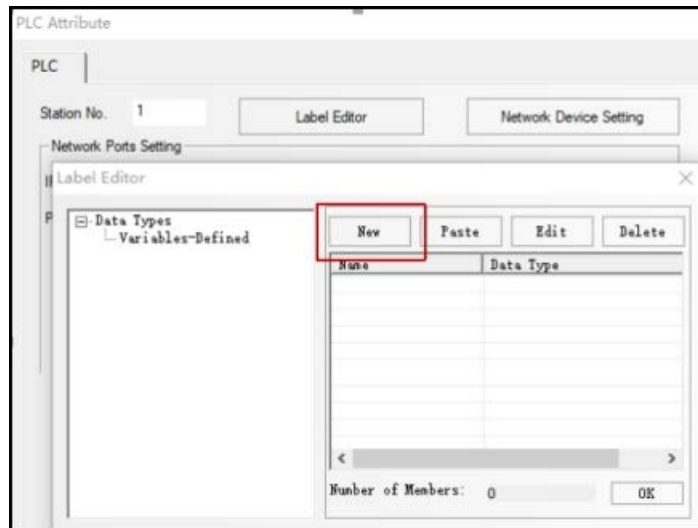 PLC Attribute
PLC
Station No. 1 Label Editor Network Device Setting
Network Ports Setting
Label Editor
Data Types
Variables-Defined
New Paste Edit Delete
Name Data Type
Number of Members: 0 OK